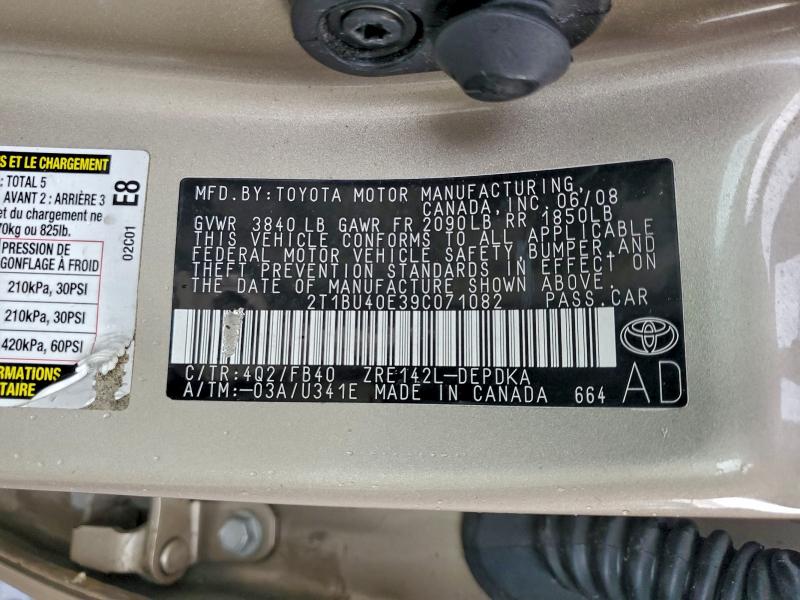 S ET LE CHARGEMENT
: TOTAL 5
AVANT 2 : ARRIÈRE 3
et du chargement ne
70kg ou 825lb.
E8
02C01
PRESSION DE
GONFLAGE À FROID
210kPa, 30PSI
210kPa, 30PSI
420kPa, 60PSI
FORMATIONS
TAIRE
MFD.BY:TOYOTA MOTOR MANUFACTURING,
CANADA, INC.06/08
GVWR 3840LB GAWR FR 2090LB RR 1850LB
THIS VEHICLE CONFORMS TO ALL APPLICABLE
FEDERAL MOTOR VEHICLE SAFETY,BUMPER,AND
THEFT PREVENTION STANDARDS IN EFFECT ON
THE DATE OF MANUFACTURE SHOWN ABOVE.
2T1BU40E39C071082 PASS.CAR
C/TR:4Q2/FB40 ZRE142L-DEPDKA
A/TM:-03A/U341E MADE IN CANADA 664
AD